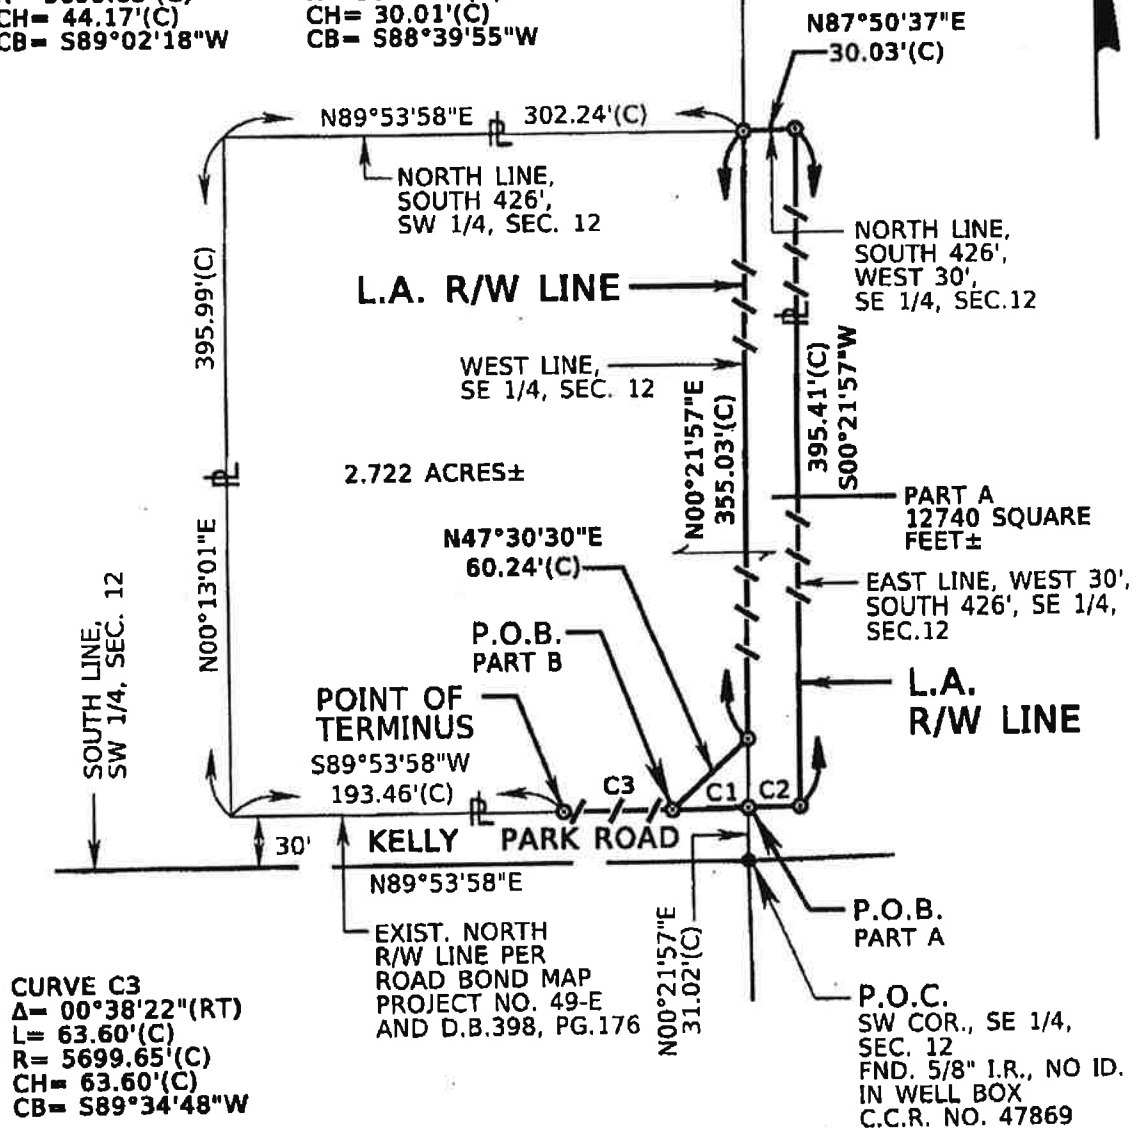 CH= 44.17'(C)
CB= S89°02'18"W
CH= 30.01'(C)
CB= S88°39'55"W
N87°50'37"E
30.03'(C)
N89°53'58"E
302.24'(C)
NORTH LINE,
SOUTH 426',
SW 1/4, SEC. 12
NORTH LINE,
SOUTH 426',
WEST 30',
SE 1/4, SEC.12
L.A. R/W LINE
395.99'(C)
N00°13'01"E
WEST LINE,
SE 1/4, SEC. 12
N00°21'57"E
355.03'(C)
395.41'(C)
S00°21'57"W
2.722 ACRES±
PART A
12740 SQUARE
FEET±
N47°30'30"E
60.24'(C)
EAST LINE, WEST 30',
SOUTH 426', SE 1/4,
SEC.12
P.O.B.
PART B
L.A.
R/W LINE
POINT OF
TERMINUS
SOUTH LINE,
SW 1/4, SEC. 12
S89°53'58"W
193.46'(C)
C3
C1
C2
30'
KELLY PARK ROAD
N89°53'58"E
N00°21'57"E
31.02'(C)
P.O.B.
PART A
EXIST. NORTH
R/W LINE PER
ROAD BOND MAP
PROJECT NO. 49-E
AND D.B.398, PG.176
P.O.C.
SW COR., SE 1/4,
SEC. 12
FND. 5/8" I.R., NO ID.
IN WELL BOX
C.C.R. NO. 47869
CURVE C3
Δ= 00°38'22"(RT)
L= 63.60'(C)
R= 5699.65'(C)
CH= 63.60'(C)
CB= S89°34'48"W